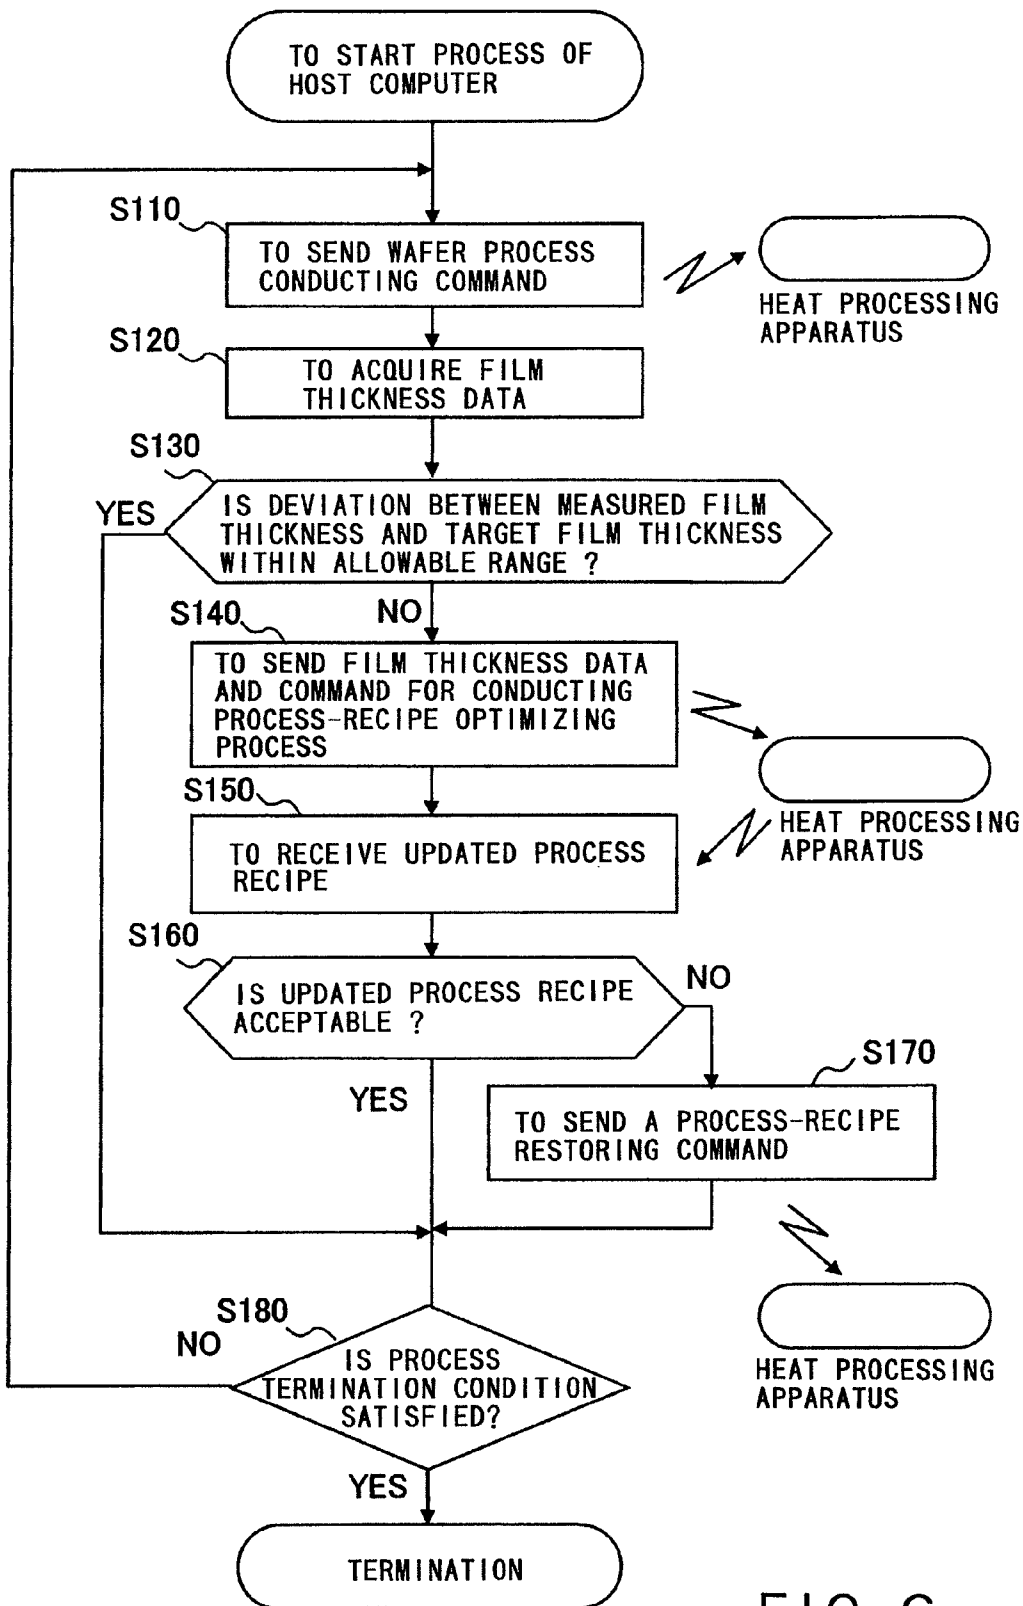 TO START PROCESS OF
HOST COMPUTER
S110
TO SEND WAFER PROCESS
CONDUCTING COMMAND
HEAT PROCESSING
APPARATUS
S120
TO ACQUIRE FILM
THICKNESS DATA
S130
YES
IS DEVIATION BETWEEN MEASURED FILM
THICKNESS AND TARGET FILM THICKNESS
WITHIN ALLOWABLE RANGE ?
NO
S140
TO SEND FILM THICKNESS DATA
AND COMMAND FOR CONDUCTING
PROCESS-RECIPE OPTIMIZING
PROCESS
HEAT PROCESSING
APPARATUS
S150
TO RECEIVE UPDATED PROCESS
RECIPE
S160
IS UPDATED PROCESS RECIPE
ACCEPTABLE ?
NO
YES
S170
TO SEND A PROCESS-RECIPE
RESTORING COMMAND
HEAT PROCESSING
APPARATUS
S180
NO
IS PROCESS
TERMINATION CONDITION
SATISFIED?
YES
TERMINATION